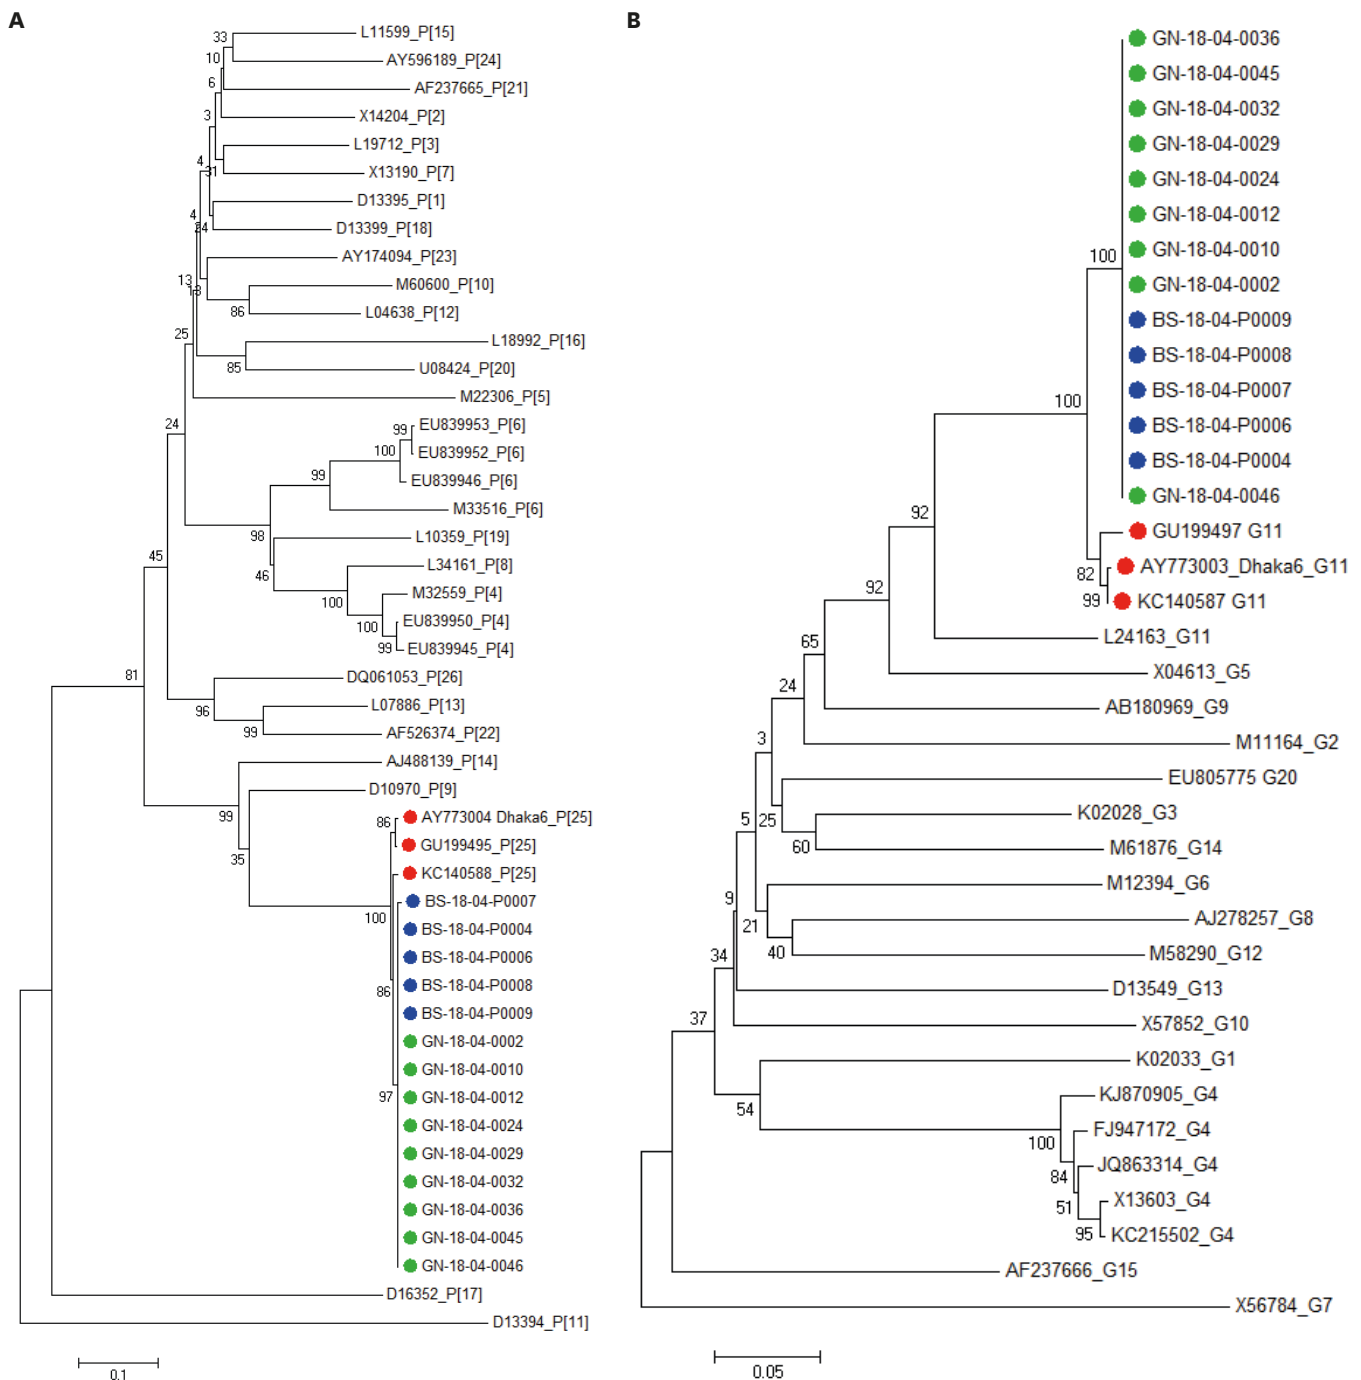 A
33
L11599_P[15]
10
AY596189_P[24]
6
AF237665_P[21]
3
X14204_P[2]
L19712_P[3]
4
31
X13190_P[7]
D13395_P[1]
4
24
D13399_P[18]
AY174094_P[23]
13
13
M60600_P[10]
86
L04638_P[12]
25
L18992_P[16]
85
U08424_P[20]
M22306_P[5]
24
99
EU839953_P[6]
100
EU839952_P[6]
99
EU839946_P[6]
M33516_P[6]
98
L10359_P[19]
45
46
L34161_P[8]
100
M32559_P[4]
100
EU839950_P[4]
99
EU839945_P[4]
81
DQ061053_P[26]
96
L07886_P[13]
99
AF526374_P[22]
AJ488139_P[14]
99
D10970_P[9]
86
AY773004 Dhaka6_P[25]
35
GU199495_P[25]
KC140588_P[25]
100
BS-18-04-P0007
BS-18-04-P0004
BS-18-04-P0006
86
BS-18-04-P0008
BS-18-04-P0009
GN-18-04-0002
GN-18-04-0010
97
GN-18-04-0012
GN-18-04-0024
GN-18-04-0029
GN-18-04-0032
GN-18-04-0036
GN-18-04-0045
GN-18-04-0046
D16352_P[17]
D13394_P[11]
0.1
B
GN-18-04-0036
GN-18-04-0045
GN-18-04-0032
GN-18-04-0029
GN-18-04-0024
GN-18-04-0012
100
GN-18-04-0010
GN-18-04-0002
BS-18-04-P0009
BS-18-04-P0008
100
BS-18-04-P0007
BS-18-04-P0006
BS-18-04-P0004
GN-18-04-0046
92
GU199497 G11
82
AY773003_Dhaka6_G11
92
99
KC140587 G11
L24163_G11
65
X04613_G5
24
AB180969_G9
3
M11164_G2
EU805775 G20
5
25
K02028_G3
60
M61876_G14
9
M12394_G6
21
AJ278257_G8
34
40
M58290_G12
D13549_G13
37
X57852_G10
K02033_G1
54
KJ870905_G4
100
FJ947172_G4
84
JQ863314_G4
51
X13603_G4
95
KC215502_G4
AF237666_G15
X56784_G7
0.05